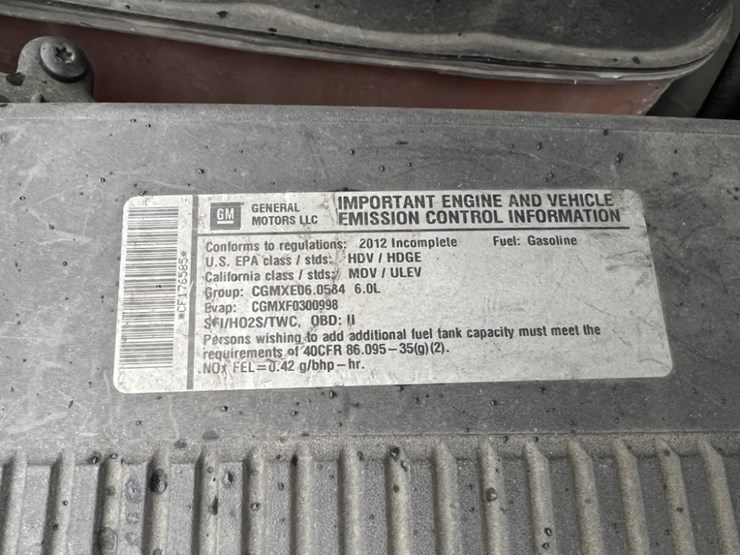 GM GENERAL MOTORS LLC
IMPORTANT ENGINE AND VEHICLE
EMISSION CONTROL INFORMATION
*CF176585*
Conforms to regulations: 2012 Incomplete Fuel: Gasoline
U.S. EPA class / stds: HDV / HDGE
California class / stds: MDV / ULEV
Group: CGMXE06.0584 6.0L
Evap: CGMXF0300998
SFI/HO2S/TWC, OBD: II
Persons wishing to add additional fuel tank capacity must meet the
requirements of 40CFR 86.095-35(g)(2).
NOx FEL=0.42 g/bhp-hr.